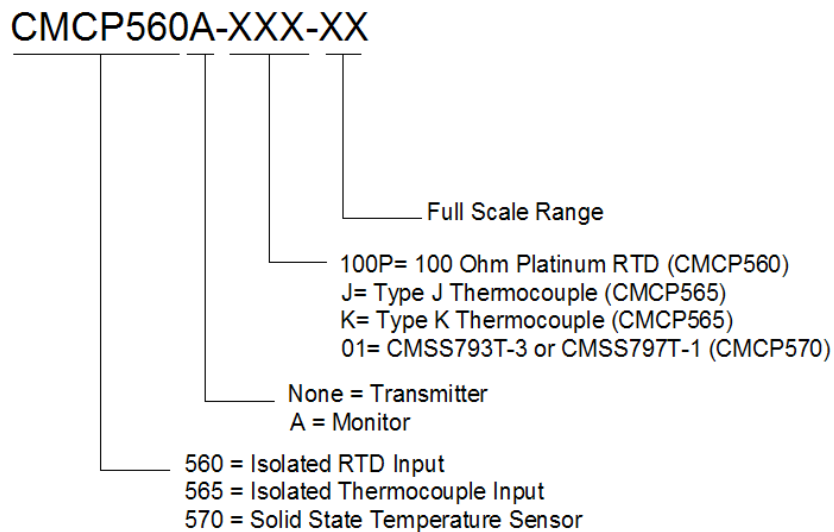 CMCP560A-XXX-XX
Full Scale Range
100P= 100 Ohm Platinum RTD (CMCP560)
J= Type J Thermocouple (CMCP565)
K= Type K Thermocouple (CMCP565)
01= CMSS793T-3 or CMSS797T-1 (CMCP570)
None = Transmitter
A = Monitor
560 = Isolated RTD Input
565 = Isolated Thermocouple Input
570 = Solid State Temperature Sensor